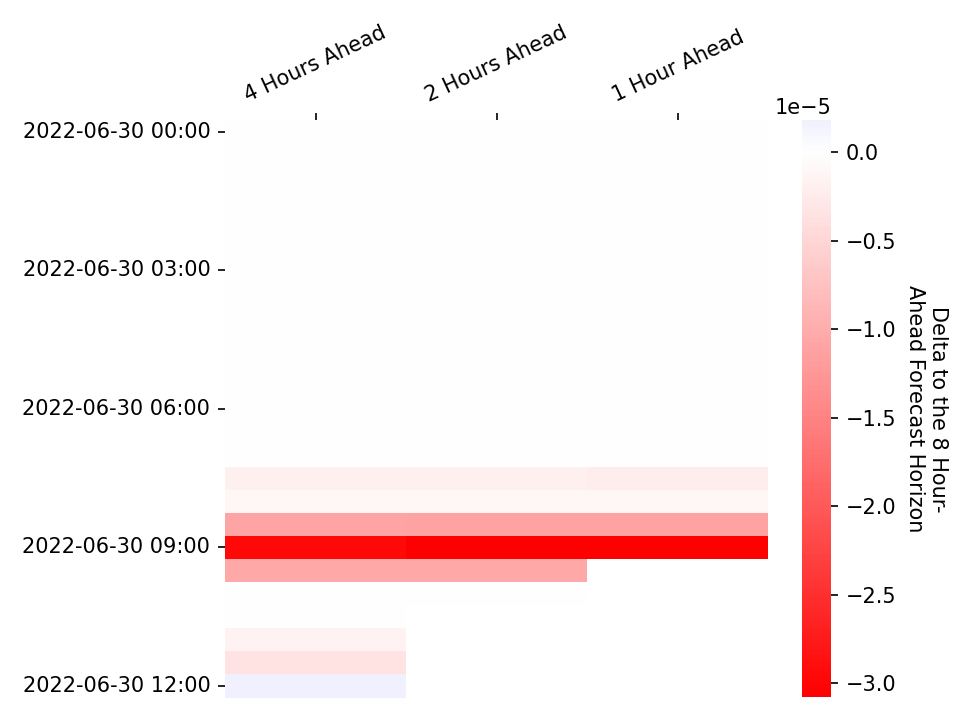 4 Hours Ahead
2 Hours Ahead
1 Hour Ahead
1e−5
2022-06-30 00:00
2022-06-30 03:00
2022-06-30 06:00
2022-06-30 09:00
2022-06-30 12:00
0.0
−0.5
−1.0
−1.5
−2.0
−2.5
−3.0
Delta to the 8 Hour-
Ahead Forecast Horizon